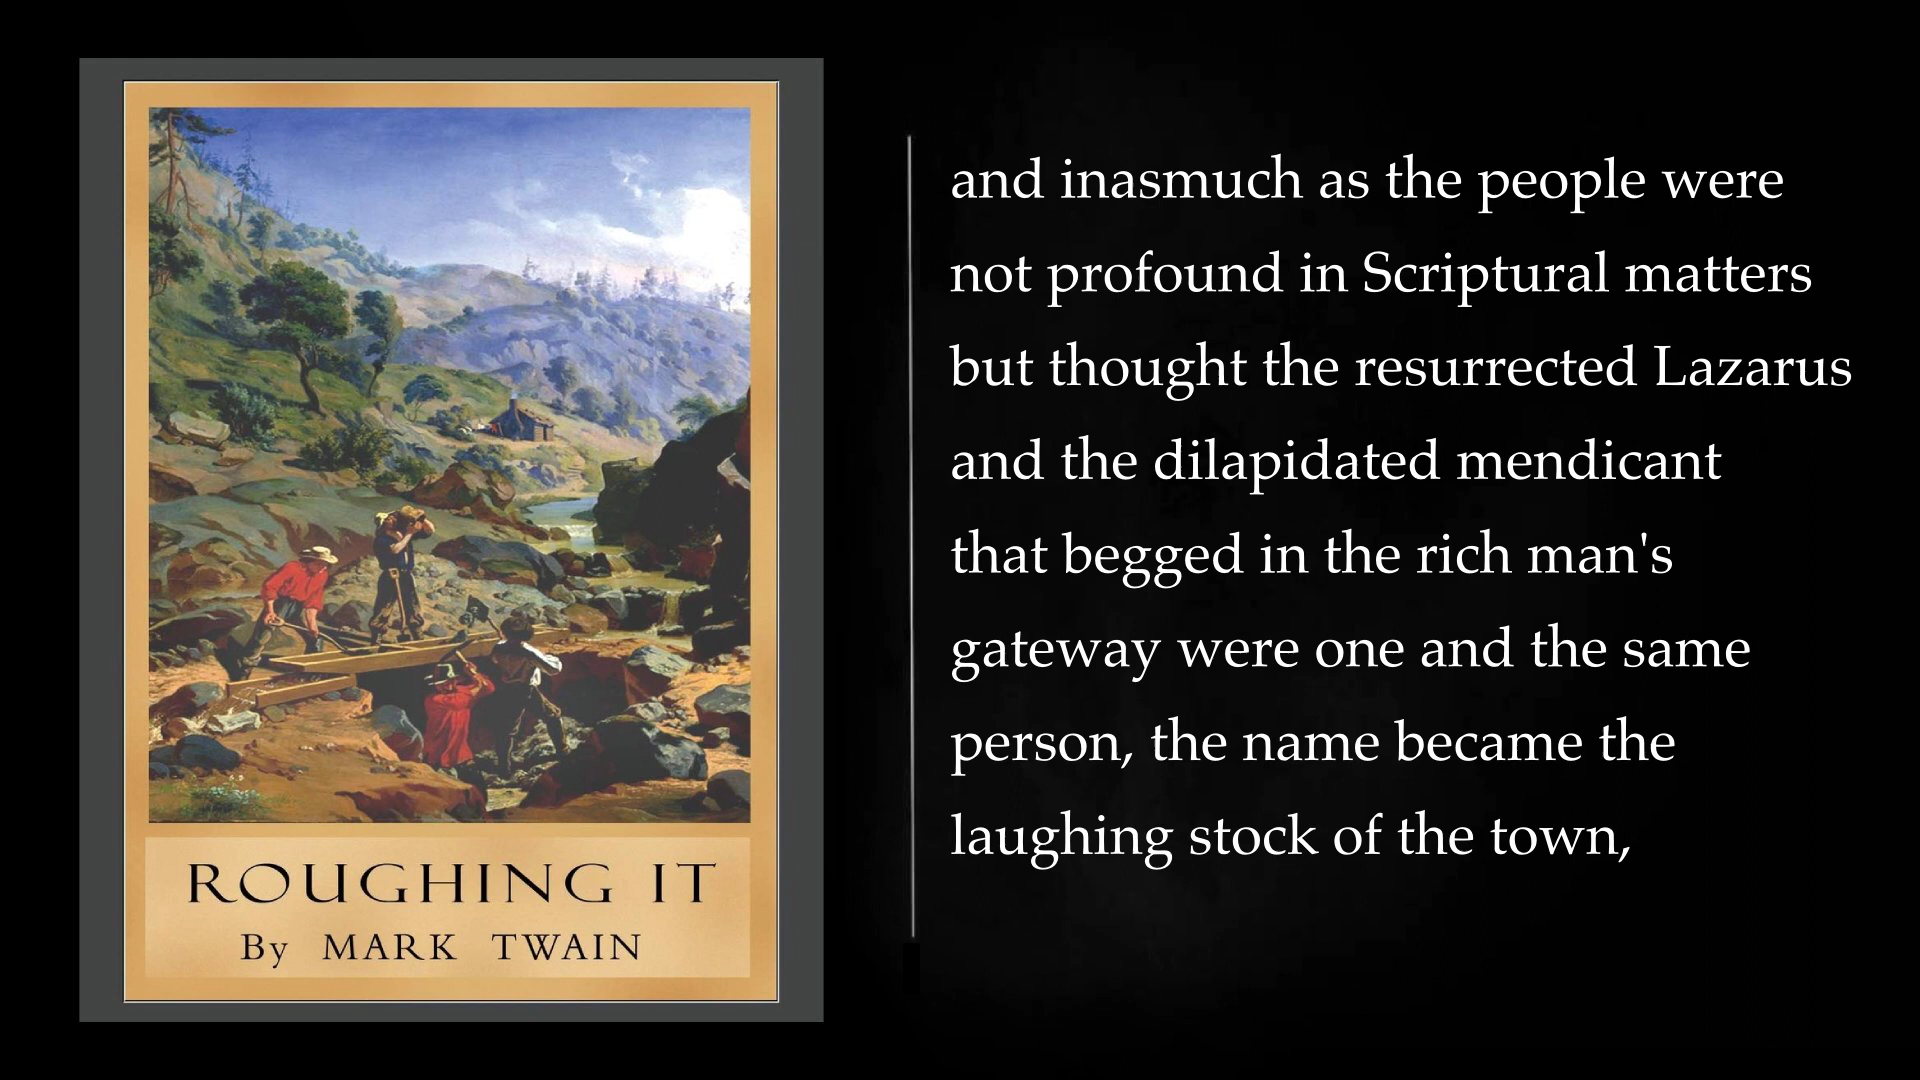 ROUGHING IT
By MARK TWAIN
and inasmuch as the people were
not profound in Scriptural matters
but thought the resurrected Lazarus
and the dilapidated mendicant
that begged in the rich man's
gateway were one and the same
person, the name became the
laughing stock of the town,